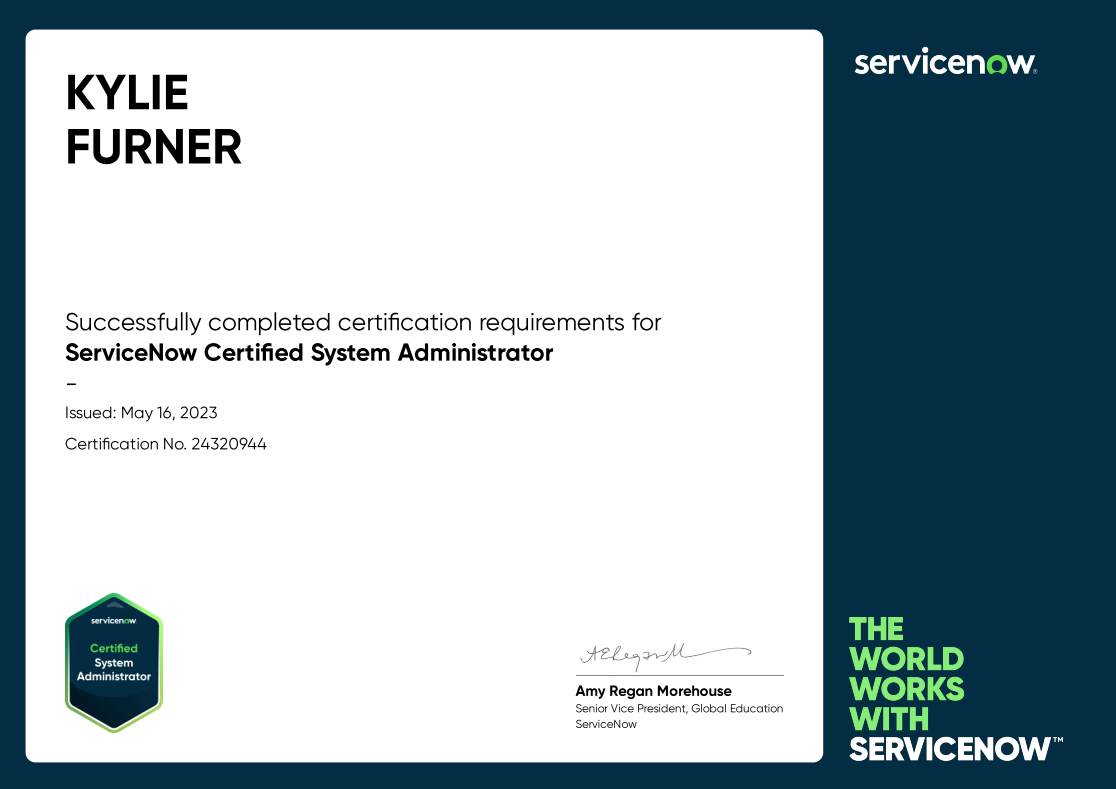 KYLIE
FURNER
servicenow®
Successfully completed certification requirements for
ServiceNow Certified System Administrator
–
Issued: May 16, 2023
Certification No. 24320944
servicenow
Certified
System
Administrator
Amy Regan Morehouse
Senior Vice President, Global Education
ServiceNow
THE
WORLD
WORKS
WITH
SERVICENOW™